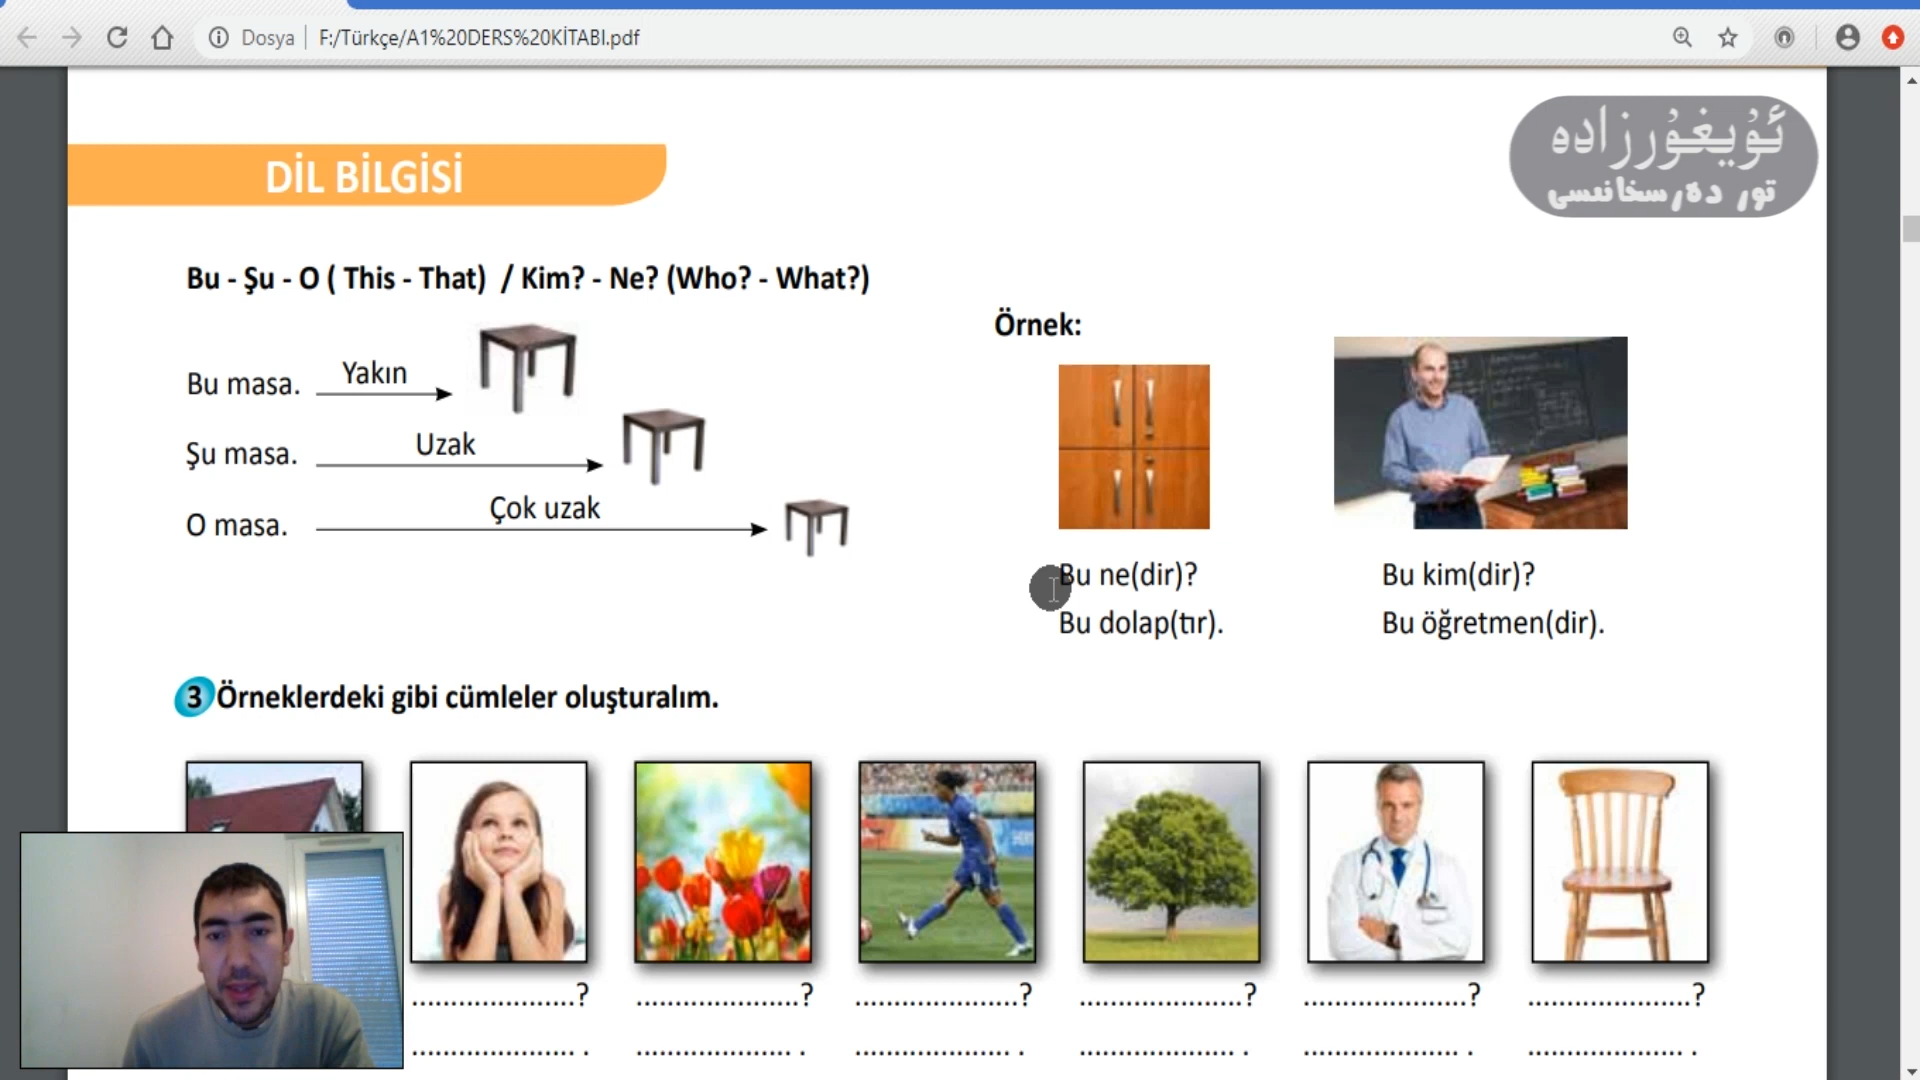 Dosya
F:/Türkçe/A1%20DERS%20KİTABI.pdf
ئۇيغۇرزادە
تور دەرسخانىسى
DİL BİLGİSİ
Bu - Şu - O ( This - That) / Kim? - Ne? (Who? - What?)
Bu masa.
Yakın
Şu masa.
Uzak
O masa.
Çok uzak
Örnek:
Bu ne(dir)?
Bu dolap(tır).
Bu kim(dir)?
Bu öğretmen(dir).
3 Örneklerdeki gibi cümleler oluşturalım.
.....................? .....................? .....................? .....................? .....................? .....................?
..................... . .................... . .................... . .................... . .................... . .................... .